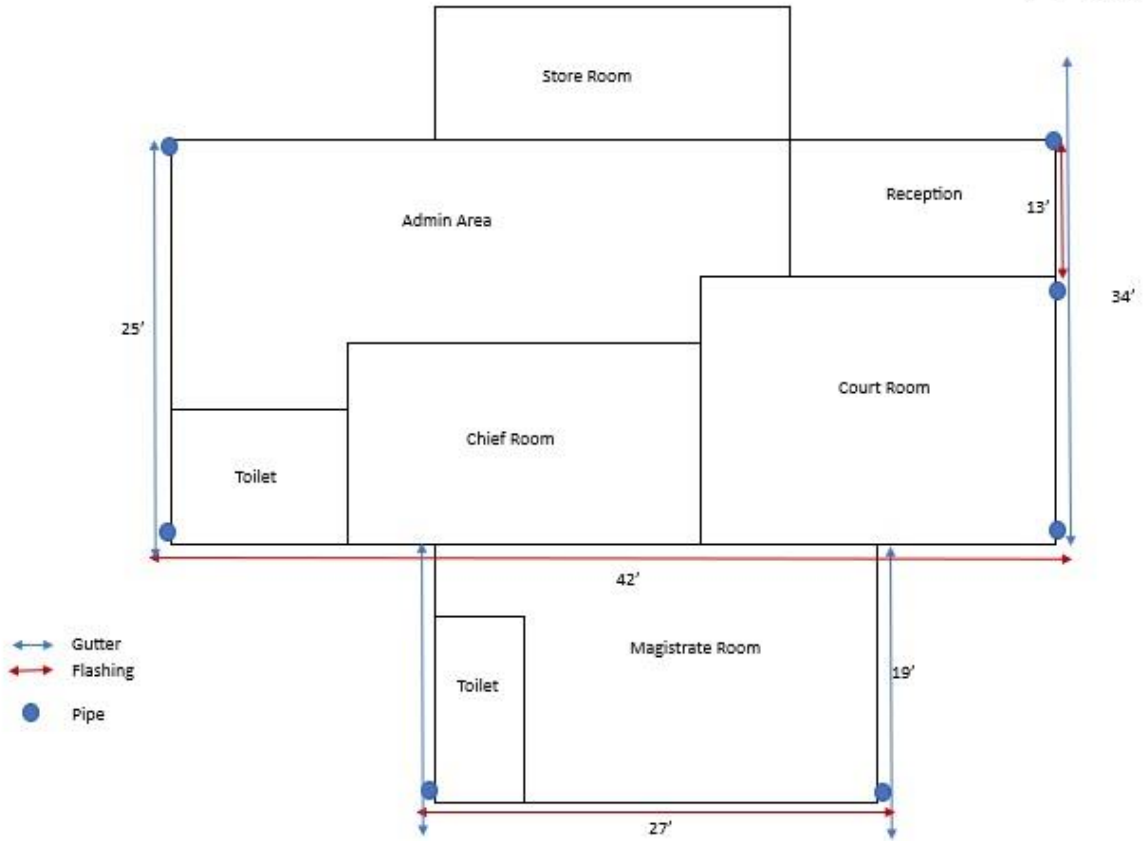 Store Room
Reception
Admin Area
13’
34’
25’
Court Room
Chief Room
Toilet
42’
Gutter
Magistrate Room
Flashing
19’
Toilet
Pipe
27’